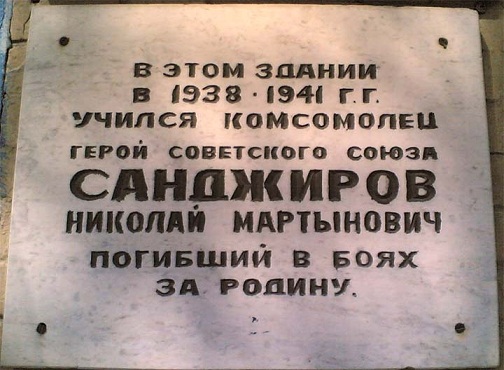 В ЭТОМ ЗДАНИИ
В 1938 · 1941 Г. Г.
УЧИЛСЯ КОМСОМОЛЕЦ
ГЕРОЙ СОВЕТСКОГО СОЮЗА
САНДЖИРОВ
НИКОЛАЙ МАРТЫНОВИЧ
ПОГИБШИЙ В БОЯХ
ЗА РОДИНУ.